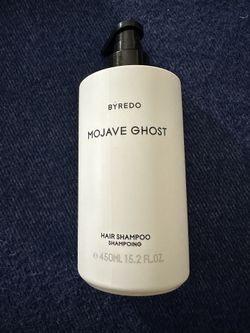 BYREDO
MOJAVE GHOST
HAIR SHAMPOO
SHAMPOING
℮ 450ML 15.2 FL.OZ.